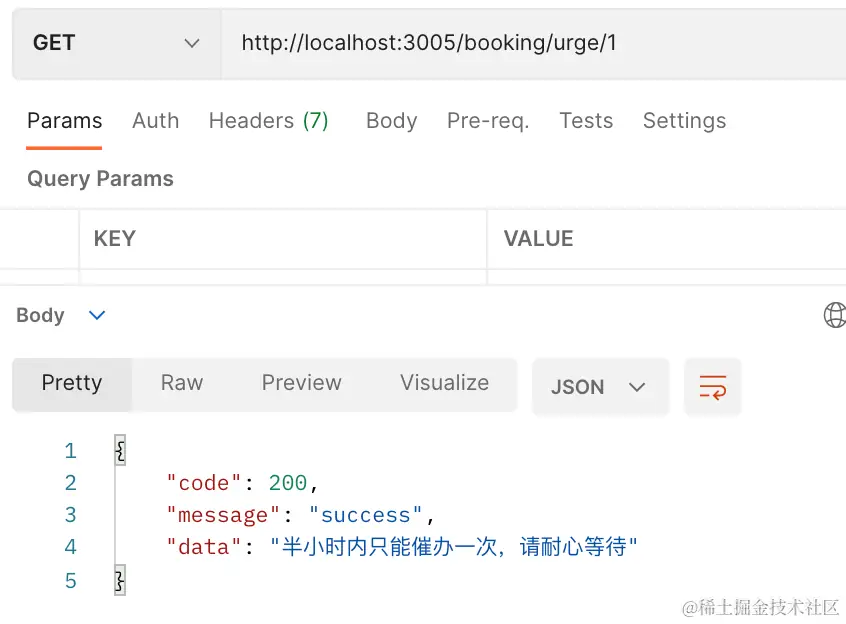 GET http://localhost:3005/booking/urge/1
Params Auth Headers (7) Body Pre-req. Tests Settings
Query Params
KEY VALUE
Body
Pretty Raw Preview Visualize JSON
1 {
2 "code": 200,
3 "message": "success",
4 "data": "半小时内只能催办一次，请耐心等待"
5 }
@稀土掘金技术社区